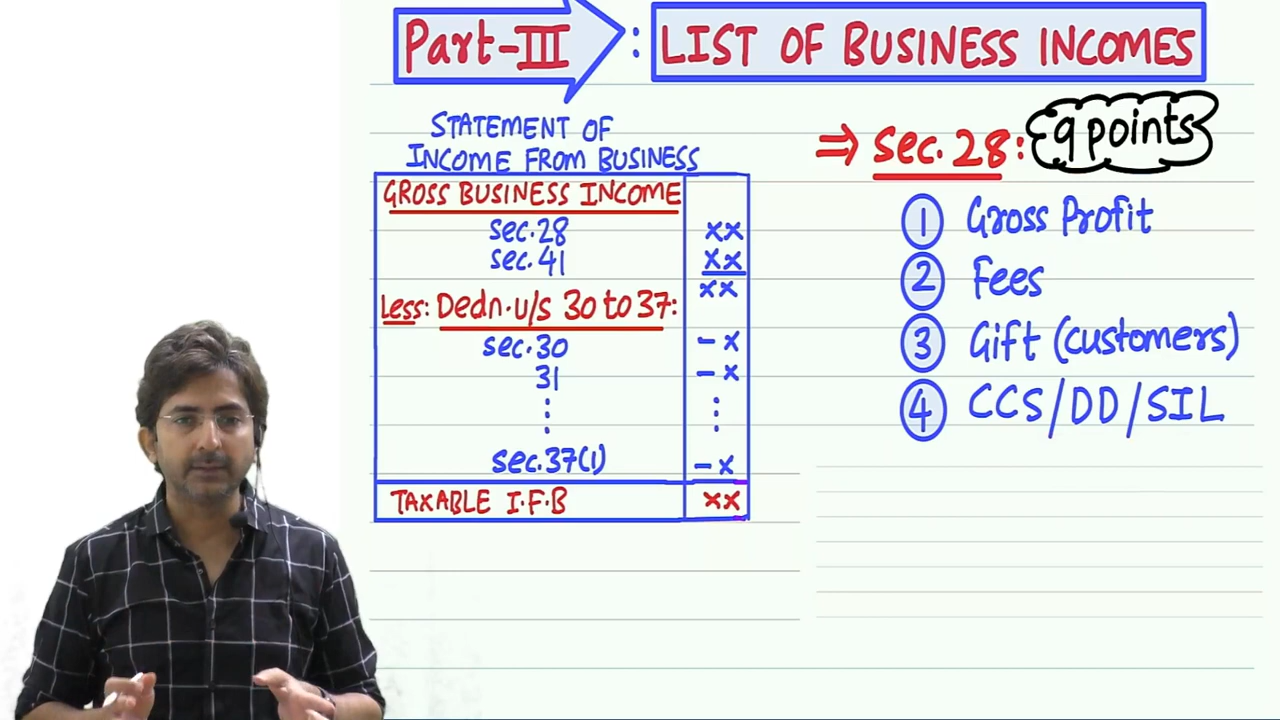 Part-III : LIST OF BUSINESS INCOMES
STATEMENT OF
INCOME FROM BUSINESS
GROSS BUSINESS INCOME
sec.28 xx
sec.41 xx
xx
Less: Dedn.u/s 30 to 37:
sec.30 - x
31 - x
sec.37(1) - x
TAXABLE I.F.B xx
⇒ sec.28: 9 points
1 Gross Profit
2 Fees
3 Gift (customers)
4 CCS/DD/SIL